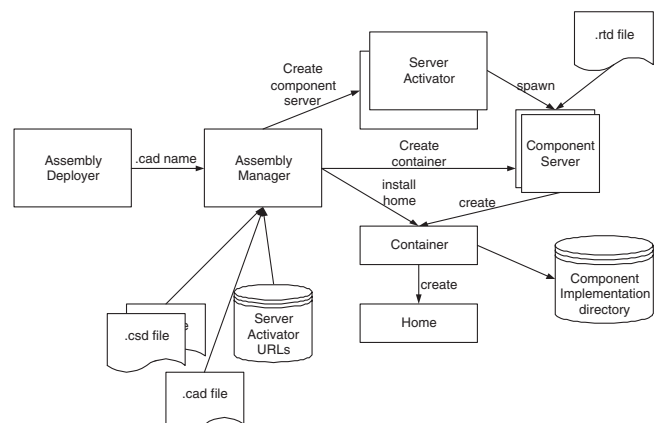 .rtd file
Server
Activator
Create
component
server
spawn
Assembly
Deployer
.cad name
Assembly
Manager
Create
container
Component
Server
install
home
create
Container
create
Home
Component
Implementation
directory
.csd file
Server
Activator
URLs
.cad file